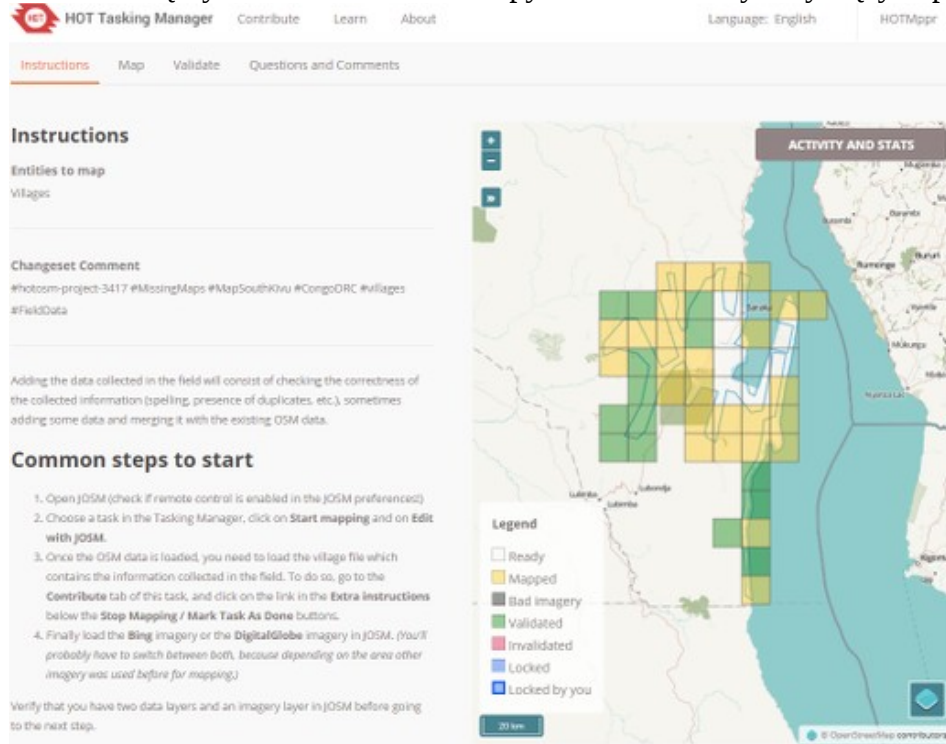 HOT Tasking Manager Contribute Learn About Language: English HOTMppr
Instructions Map Validate Questions and Comments
Instructions
Entities to map
Villages
Changeset Comment
#hotosm-project-3417 #MissingMaps #MapSouthKivu #CongoDRC #villages
#FieldData
Adding the data collected in the field will consist of checking the correctness of
the collected information (spelling, presence of duplicates, etc.), sometimes
adding some data and merging it with the existing OSM data.
Common steps to start
1. Open JOSM (check if remote control is enabled in the JOSM preferences!)
2. Choose a task in the Tasking Manager, click on Start mapping and on Edit
with JOSM.
3. Once the OSM data is loaded, you need to load the village file which
contains the information collected in the field. To do so, go to the
Contribute tab of this task, and click on the link in the Extra instructions
below the Stop Mapping / Mark Task As Done buttons.
4. Finally load the Bing imagery or the DigitalGlobe imagery in JOSM. (You'll
probably have to switch between both, because depending on the area other
imagery was used before for mapping.)
Verify that you have two data layers and an imagery layer in JOSM before going
to the next step.
ACTIVITY AND STATS
Rumonge
Bururi
Baraka
Lulimba
Lubondja
Legend
Ready
Mapped
Bad imagery
Validated
Invalidated
Locked
Locked by you
20 km
© OpenStreetMap contributors